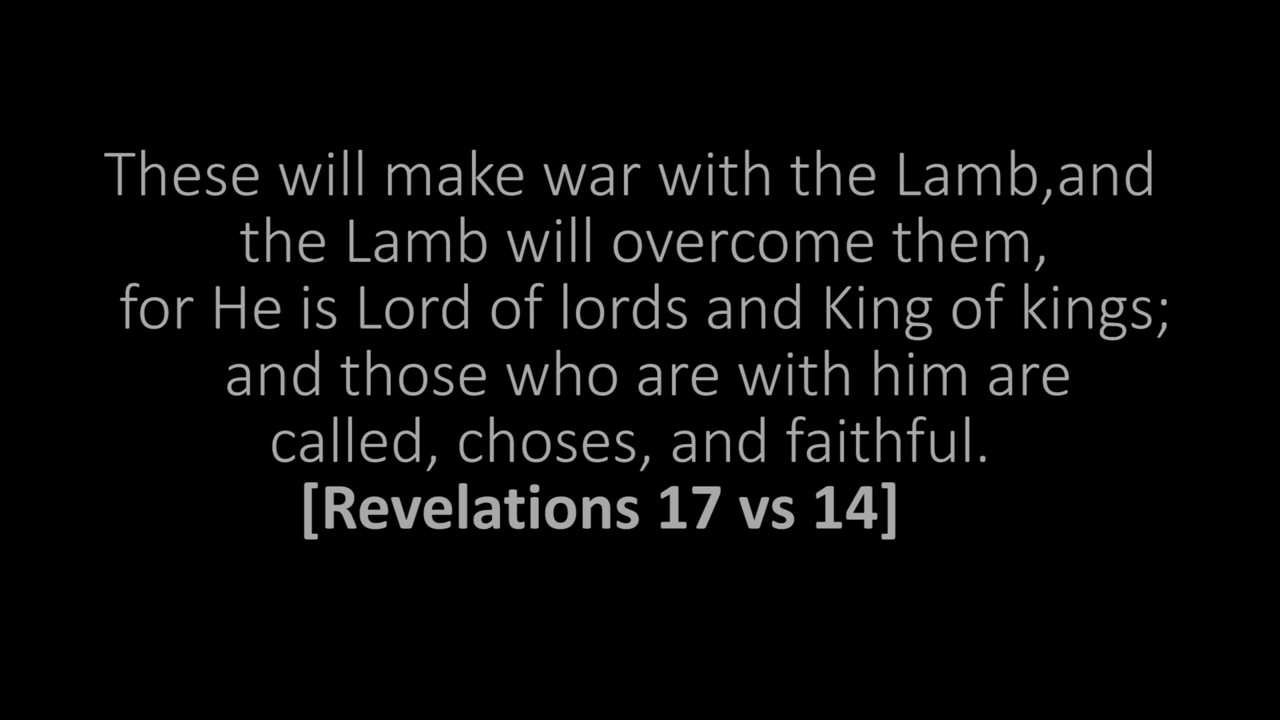 These will make war with the Lamb,and
the Lamb will overcome them,
for He is Lord of lords and King of kings;
and those who are with him are
called, choses, and faithful.
[Revelations 17 vs 14]